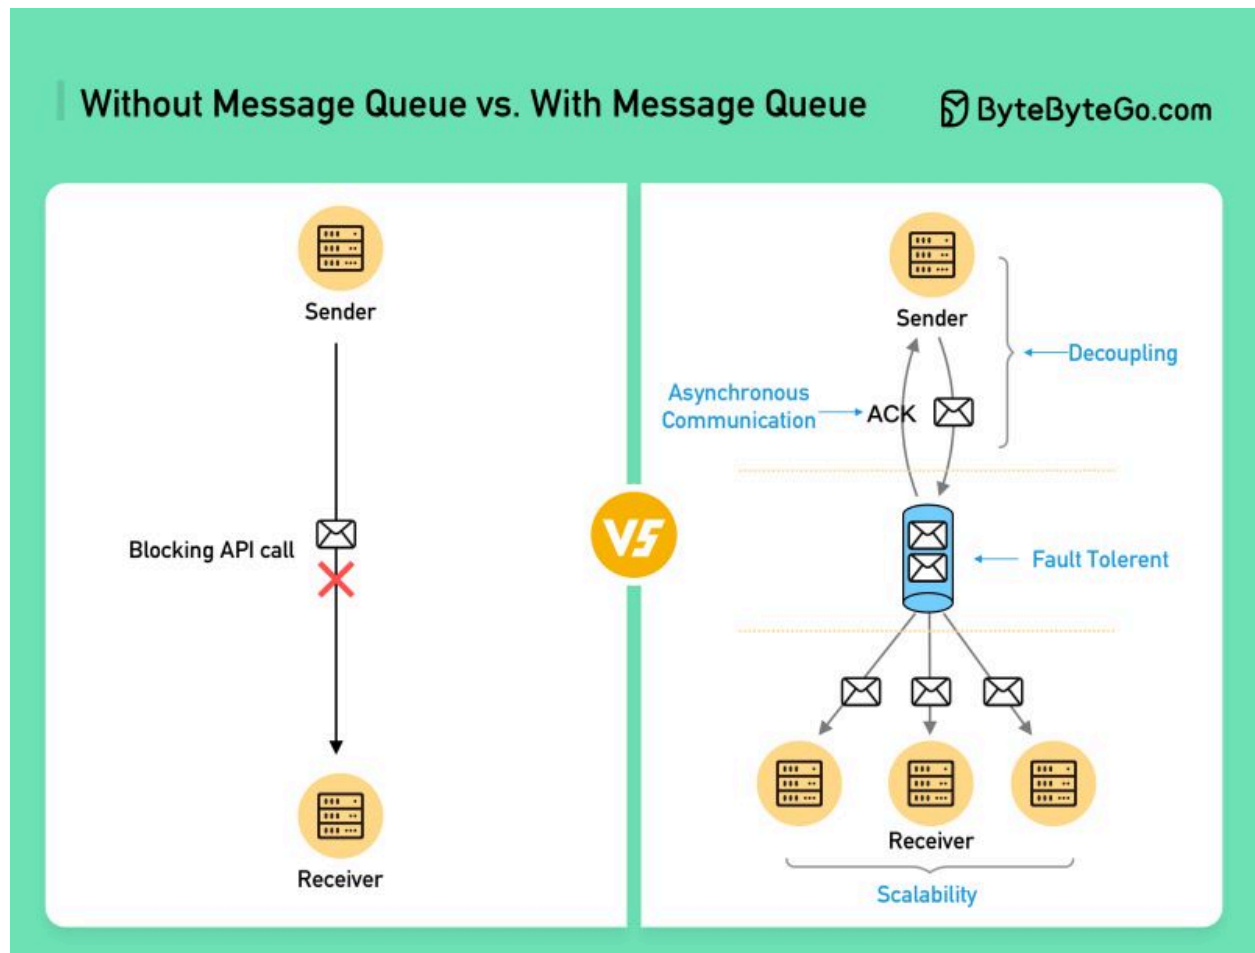 Without Message Queue vs. With Message Queue
ByteByteGo.com
Sender
Blocking API call
Receiver
VS
Sender
Decoupling
Asynchronous
Communication
ACK
Fault Tolerent
Receiver
Scalability